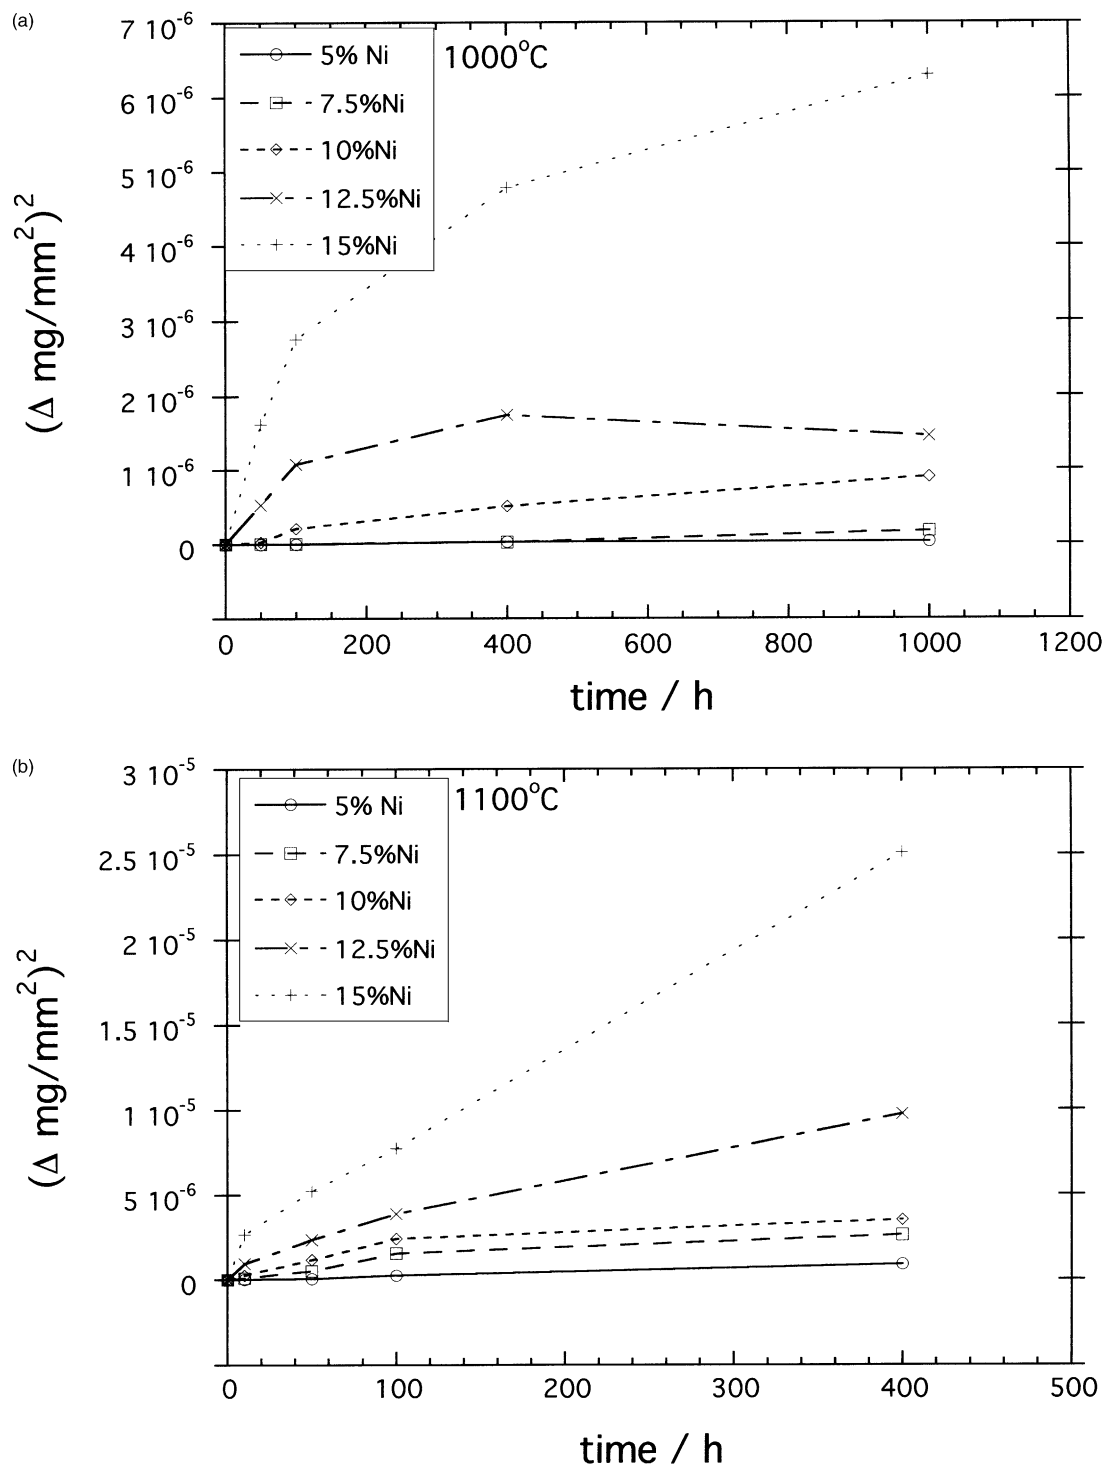 (a)
7 10⁻⁶
6 10⁻⁶
5 10⁻⁶
4 10⁻⁶
3 10⁻⁶
2 10⁻⁶
1 10⁻⁶
0
(Δ mg/mm²)²
5% Ni
7.5%Ni
10%Ni
12.5%Ni
15%Ni
1000°C
0 200 400 600 800 1000 1200
time / h
(b)
3 10⁻⁵
2.5 10⁻⁵
2 10⁻⁵
1.5 10⁻⁵
1 10⁻⁵
5 10⁻⁶
0
(Δ mg/mm²)²
5% Ni
7.5%Ni
10%Ni
12.5%Ni
15%Ni
1100°C
0 100 200 300 400 500
time / h